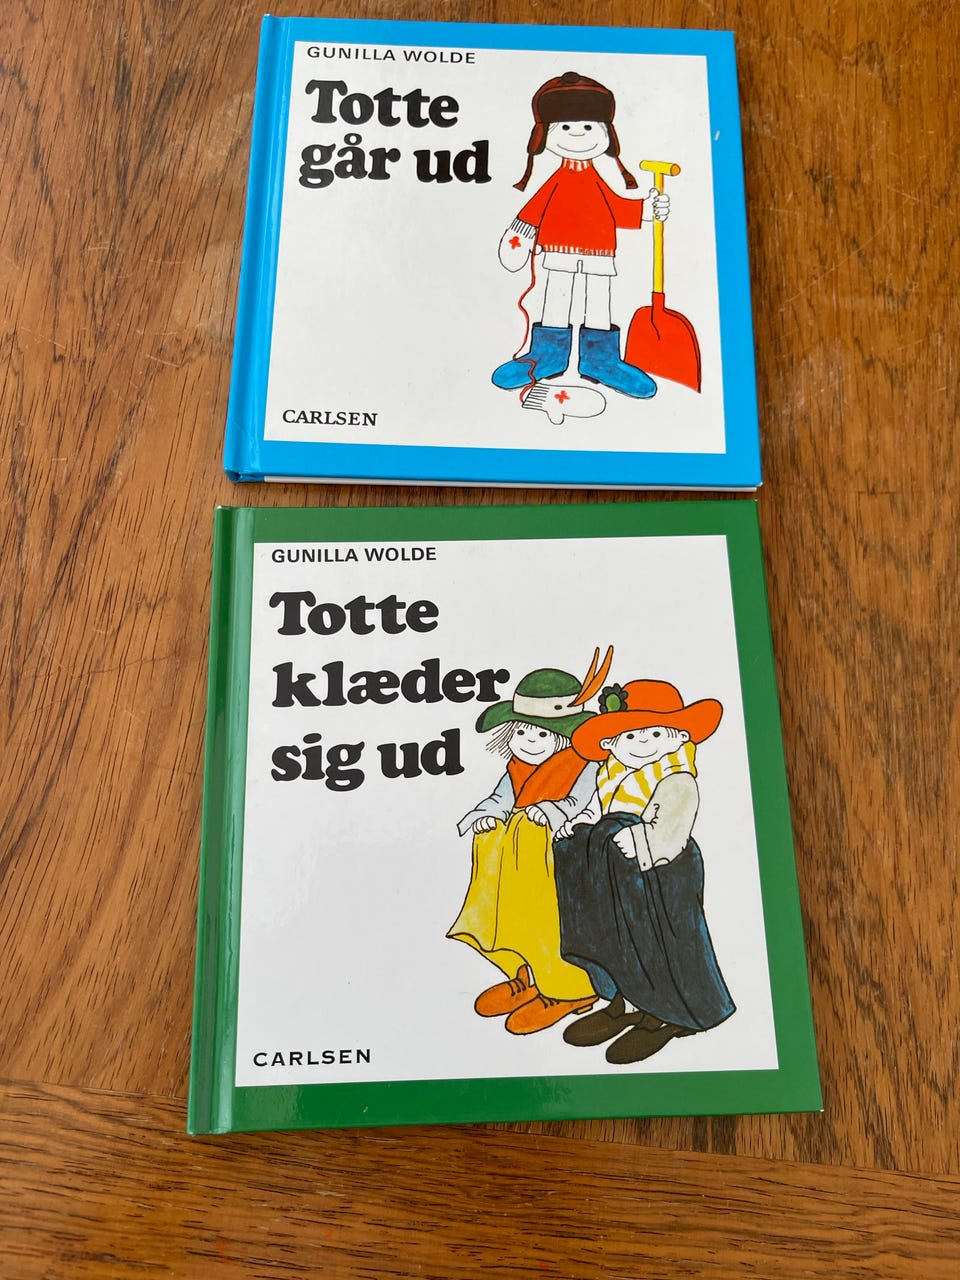 GUNILLA WOLDE
Totte
går ud
CARLSEN
GUNILLA WOLDE
Totte
klæder
sig ud
CARLSEN